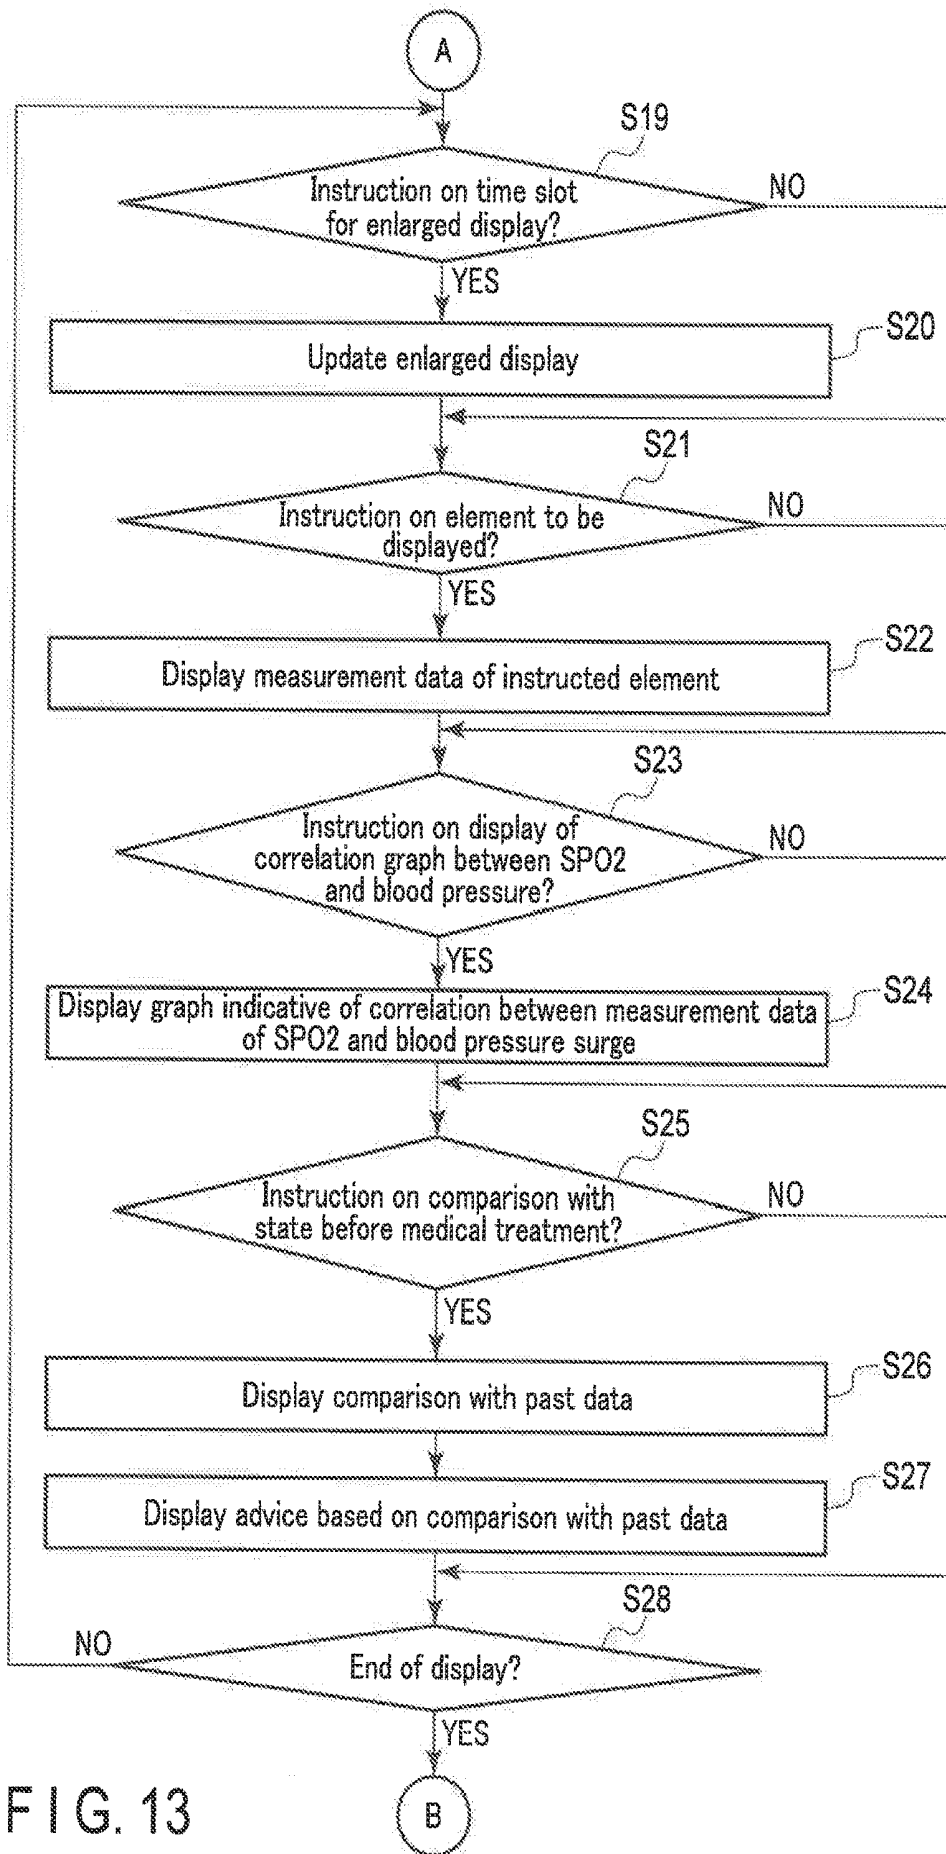 A
S19
Instruction on time slot
for enlarged display?
NO
YES
S20
Update enlarged display
S21
Instruction on element to be
displayed?
NO
YES
S22
Display measurement data of instructed element
S23
Instruction on display of
correlation graph between SPO2
and blood pressure?
NO
YES
S24
Display graph indicative of correlation between measurement data
of SPO2 and blood pressure surge
S25
Instruction on comparison with
state before medical treatment?
NO
YES
S26
Display comparison with past data
S27
Display advice based on comparison with past data
S28
NO
End of display?
YES
B
FIG. 13